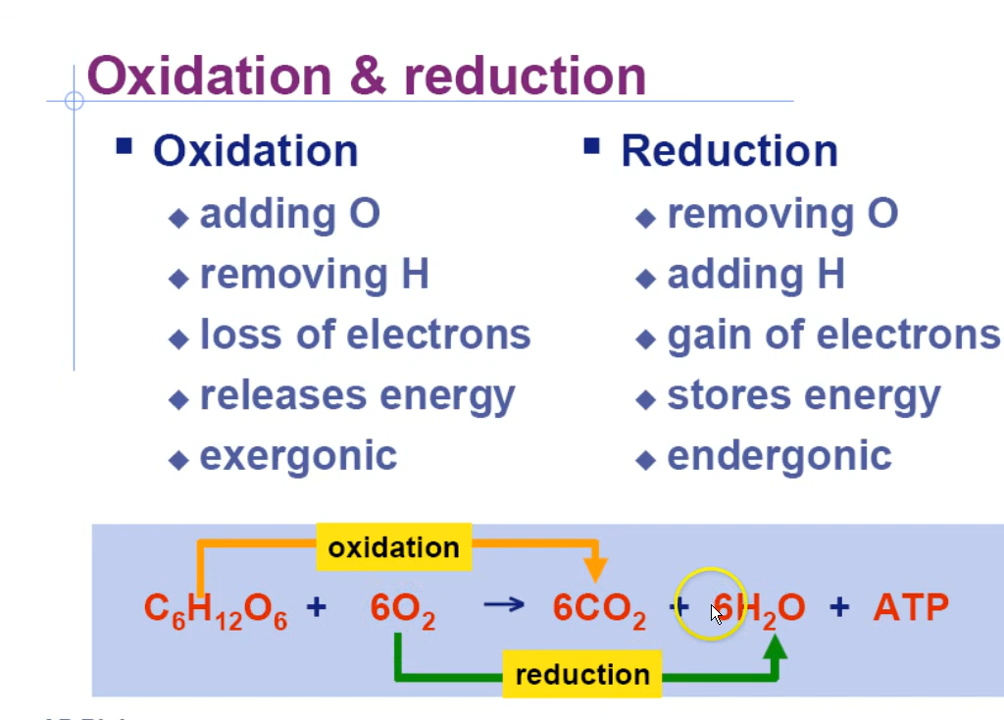 Oxidation & reduction
Oxidation
adding O
removing H
loss of electrons
releases energy
exergonic
Reduction
removing O
adding H
gain of electrons
stores energy
endergonic
oxidation
C₆H₁₂O₆ + 6O₂ → 6CO₂ + 6H₂O + ATP
reduction